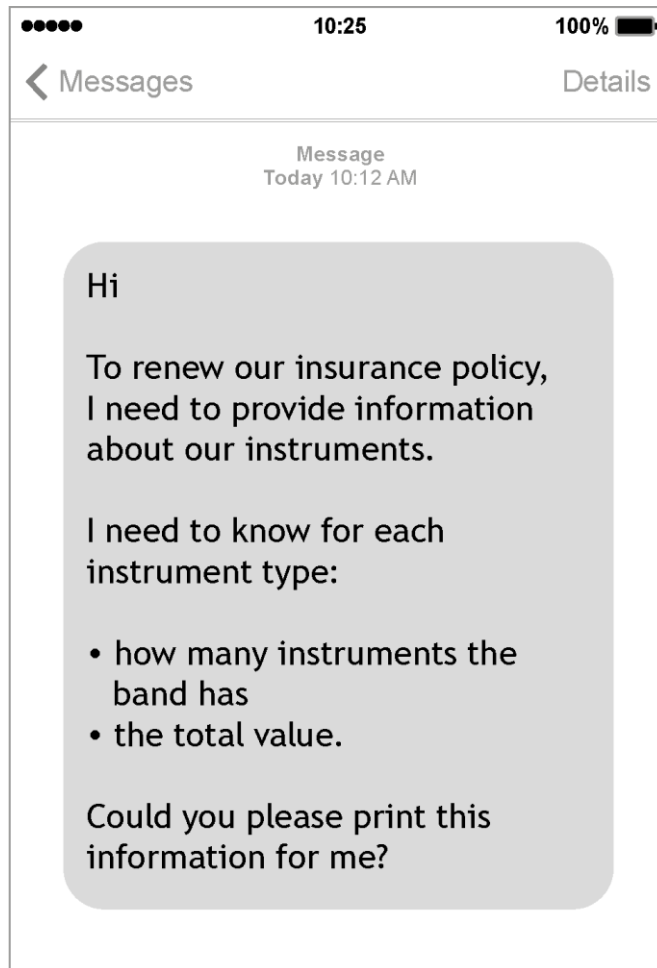 10:25 100%
Messages Details
Message
Today 10:12 AM
Hi
To renew our insurance policy,
I need to provide information
about our instruments.
I need to know for each
instrument type:
• how many instruments the
band has
• the total value.
Could you please print this
information for me?